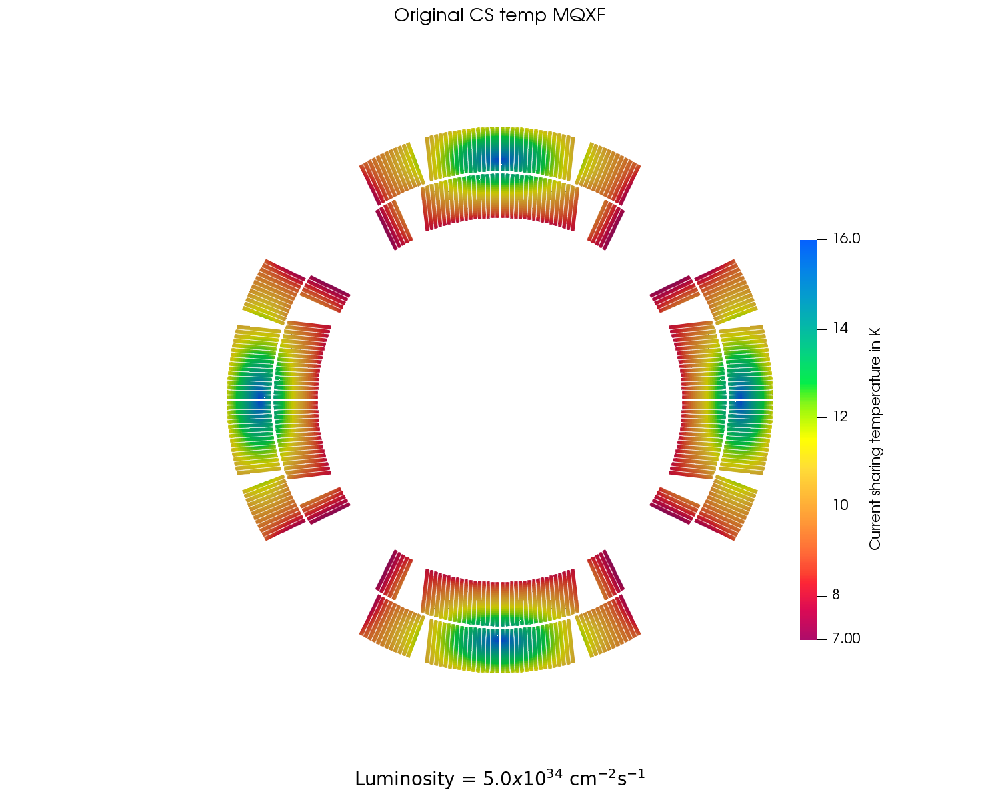 Original CS temp MQXF
16.0
14
12
10
8
7.00
Current sharing temperature in K
Luminosity = 5.0x10³⁴ cm⁻²s⁻¹